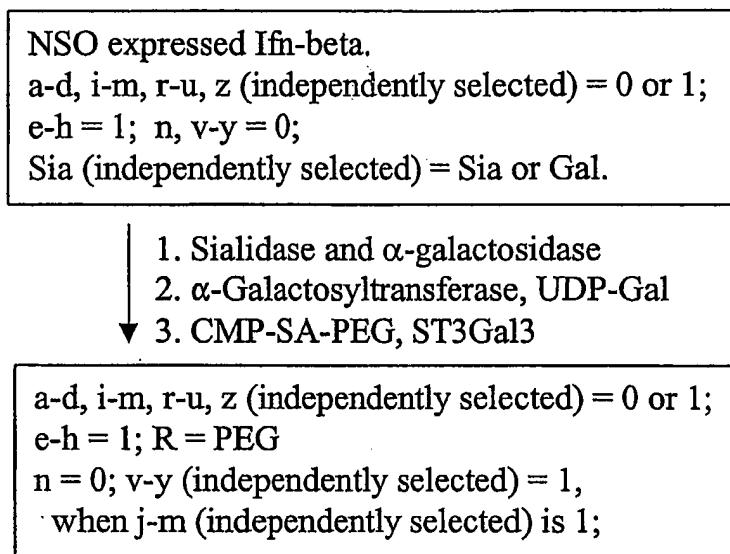 NSO expressed Ifn-beta.
a-d, i-m, r-u, z (independently selected) = 0 or 1;
e-h = 1; n, v-y = 0;
Sia (independently selected) = Sia or Gal.
1. Sialidase and α-galactosidase
2. α-Galactosyltransferase, UDP-Gal
3. CMP-SA-PEG, ST3Gal3
a-d, i-m, r-u, z (independently selected) = 0 or 1;
e-h = 1; R = PEG
n = 0; v-y (independently selected) = 1,
when j-m (independently selected) is 1;